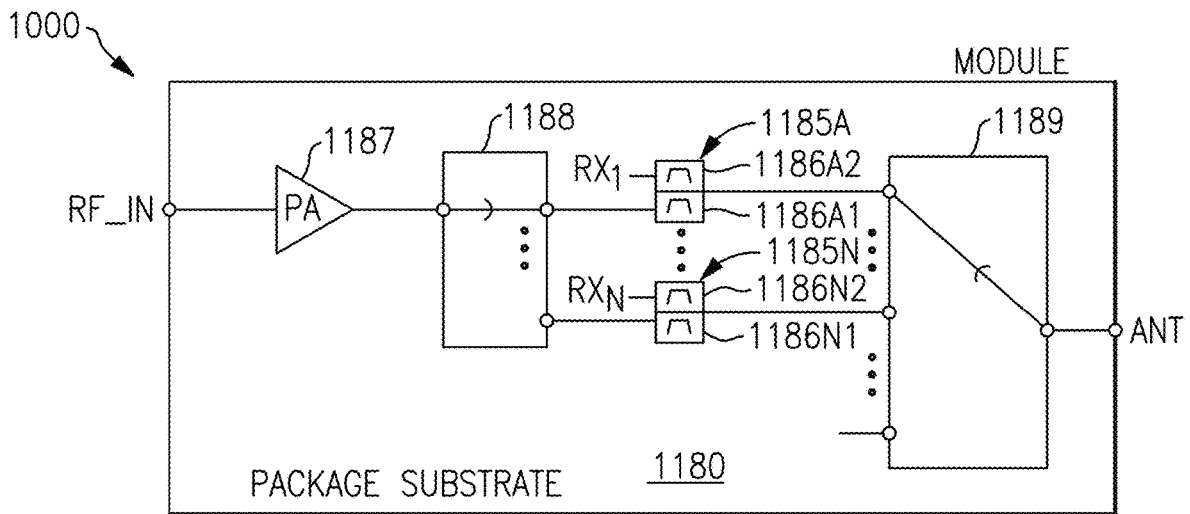 1000
MODULE
1187
1188
1185A
1189
RX1
1186A2
RF_IN
PA
1186A1
1185N
RXN
1186N2
1186N1
ANT
PACKAGE SUBSTRATE
1180